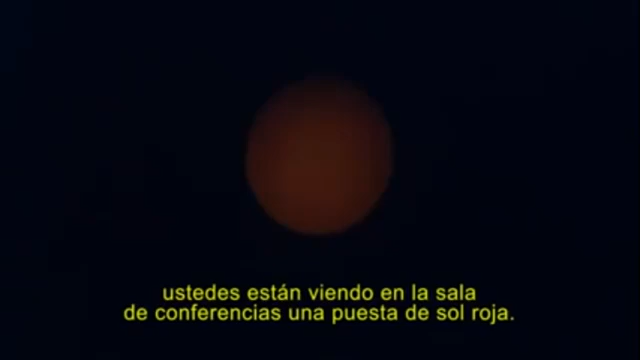 ustedes están viendo en la sala
de conferencias una puesta de sol roja.